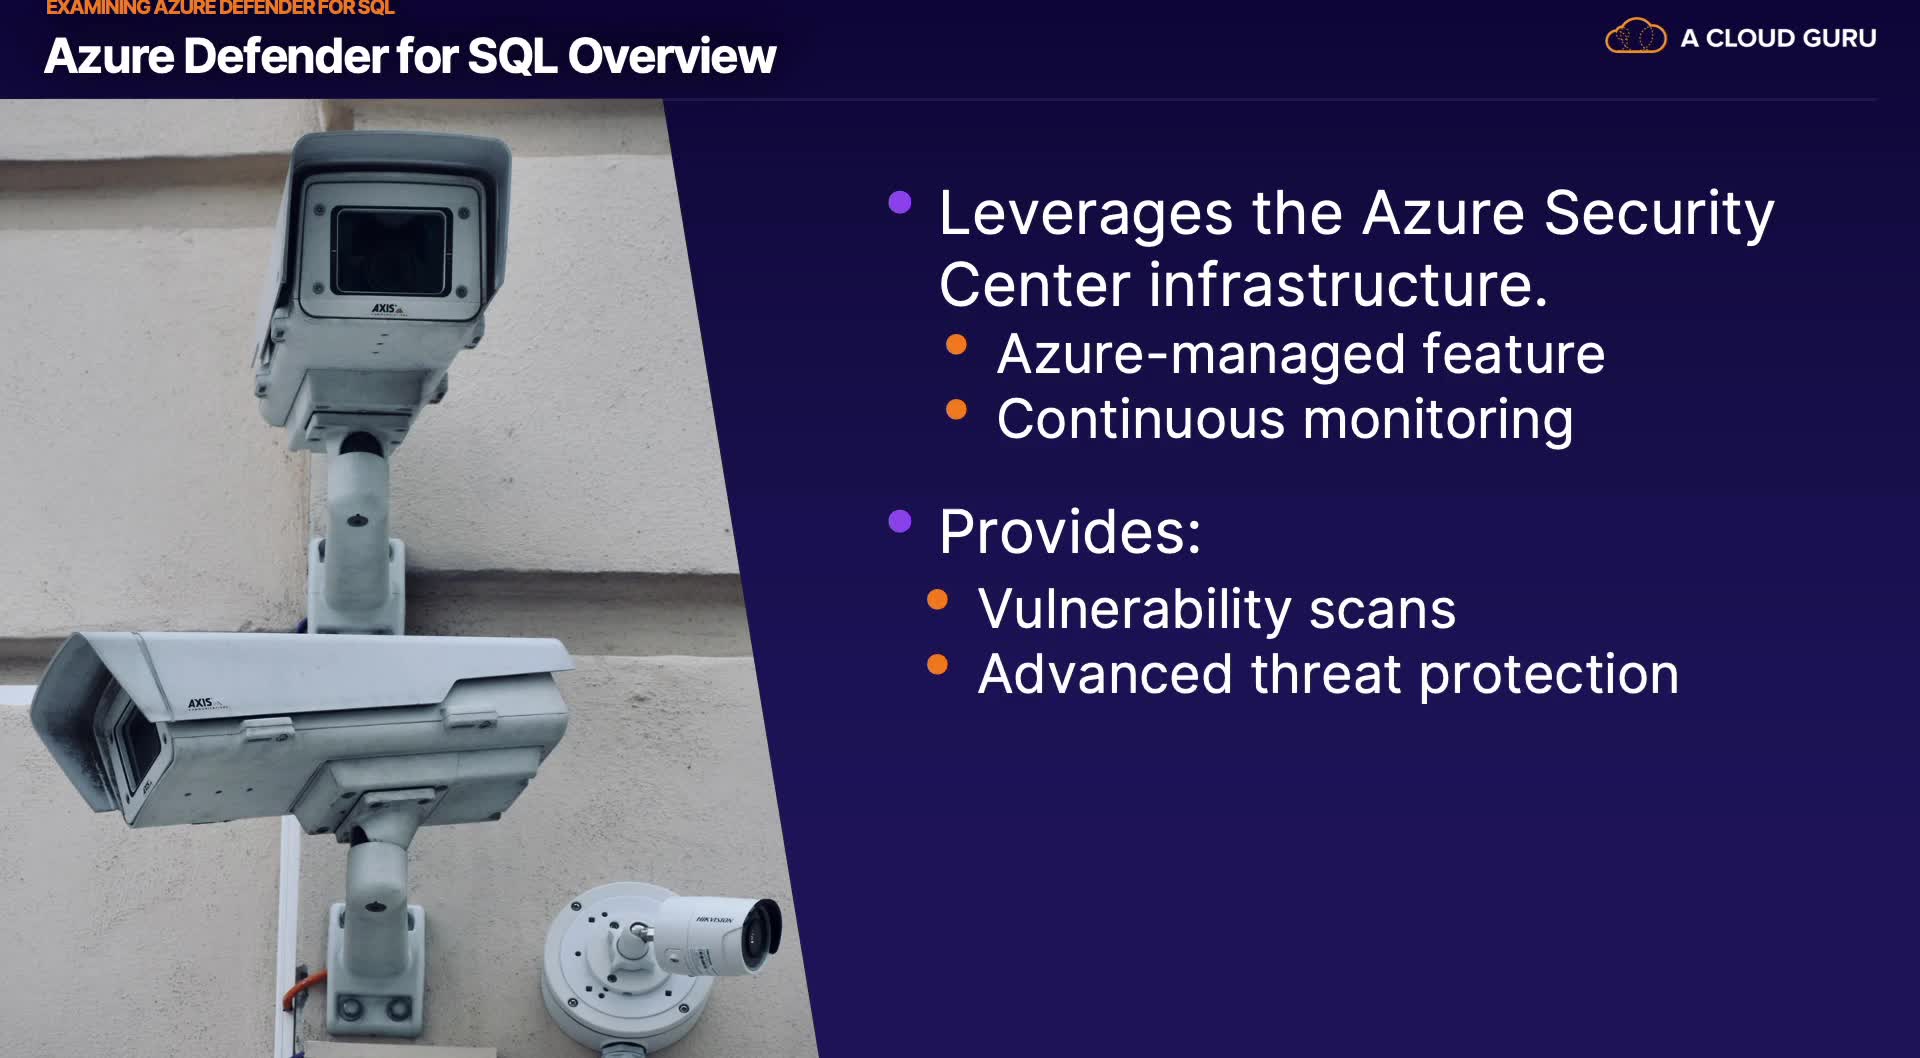 EXAMINING AZURE DEFENDER FOR SQL
Azure Defender for SQL Overview
A CLOUD GURU
Leverages the Azure Security
Center infrastructure.
Azure-managed feature
Continuous monitoring
Provides:
Vulnerability scans
Advanced threat protection
AXIS
AXIS
HIKVISION